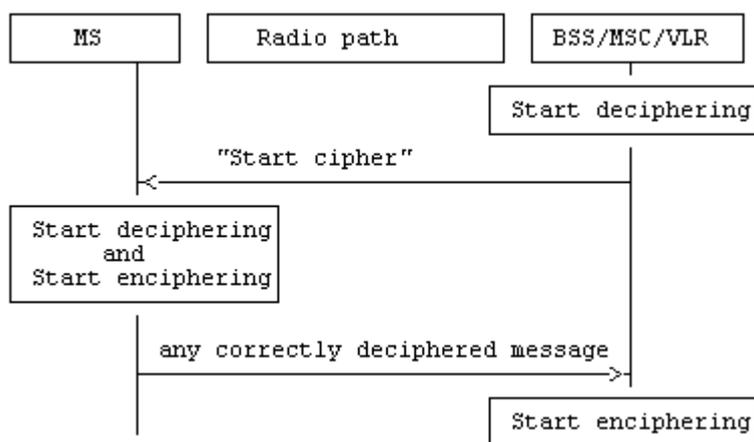 MS
Radio path
BSS/MSC/VLR
Start deciphering
"Start cipher"
Start deciphering
and
Start enciphering
any correctly deciphered message
Start enciphering